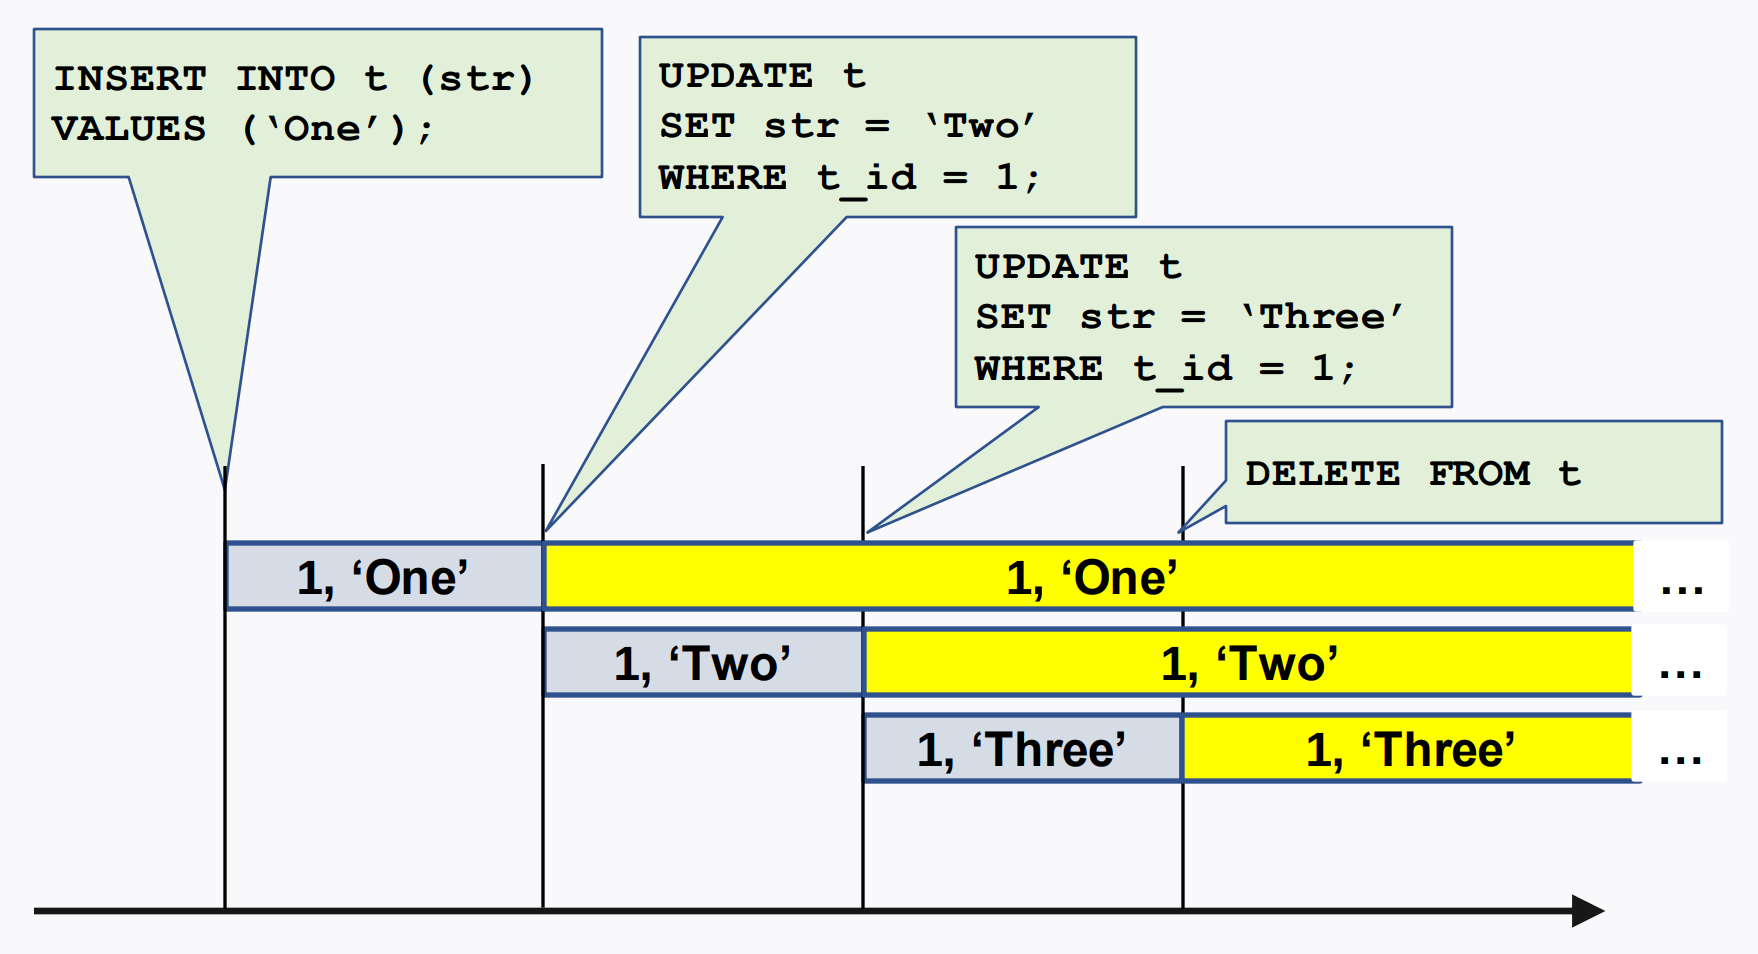 INSERT INTO t (str)
VALUES (‘One’);
UPDATE t
SET str = ‘Two’
WHERE t_id = 1;
UPDATE t
SET str = ‘Three’
WHERE t_id = 1;
DELETE FROM t
1, ‘One’ 1, ‘One’ ...
1, ‘Two’ 1, ‘Two’ ...
1, ‘Three’ 1, ‘Three’ ...